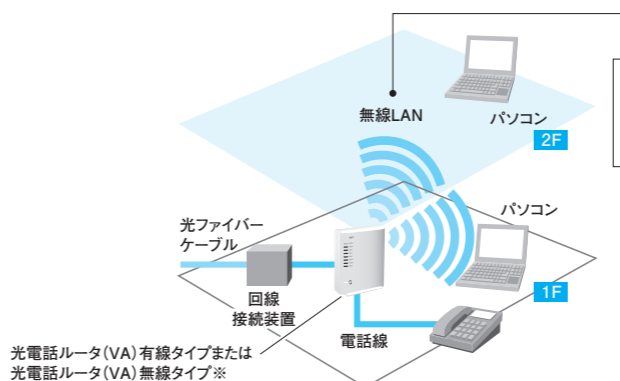 無線LAN
パソコン
2F
光ファイバー
ケーブル
パソコン
回線
接続装置
1F
電話線
光電話ルータ(VA)有線タイプまたは
光電話ルータ(VA)無線タイプ※